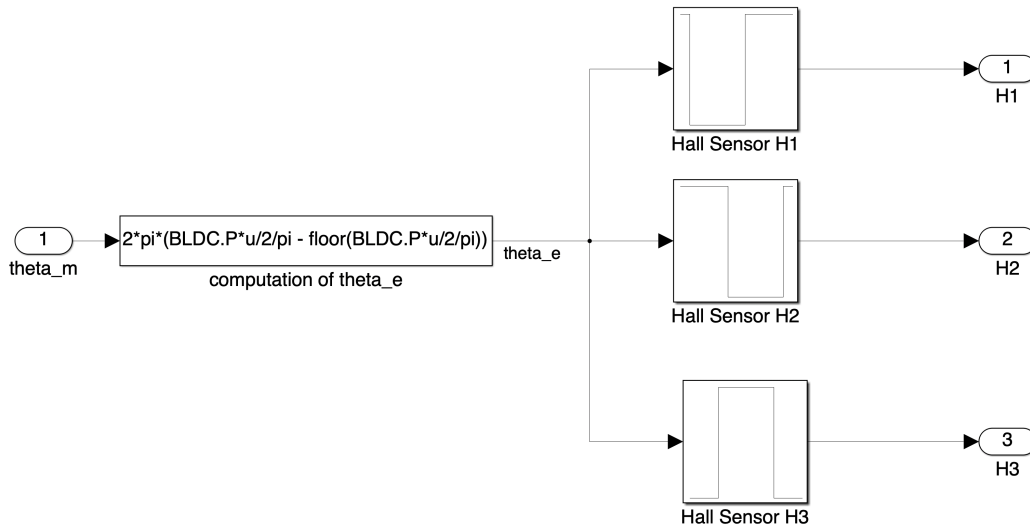 1
H1
Hall Sensor H1
1
theta_m
2*pi*(BLDC.P*u/2/pi - floor(BLDC.P*u/2/pi))
computation of theta_e
theta_e
2
H2
Hall Sensor H2
3
H3
Hall Sensor H3